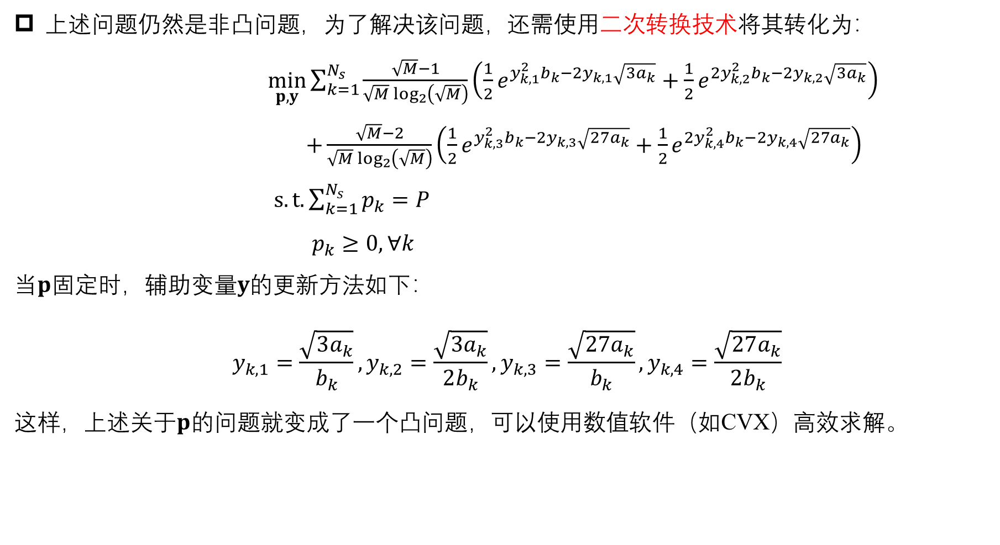 上述问题仍然是非凸问题，为了解决该问题，还需使用二次转换技术将其转化为：
$\min_{\mathbf{p},\mathbf{y}} \sum_{k=1}^{N_S} \frac{\sqrt{M}-1}{\sqrt{M}\log_2(\sqrt{M})} \left( \frac{1}{2} e^{y_{k,1}^2 b_k - 2y_{k,1}\sqrt{3a_k}} + \frac{1}{2} e^{2y_{k,2}^2 b_k - 2y_{k,2}\sqrt{3a_k}} \right)$
$+ \frac{\sqrt{M}-2}{\sqrt{M}\log_2(\sqrt{M})} \left( \frac{1}{2} e^{y_{k,3}^2 b_k - 2y_{k,3}\sqrt{27a_k}} + \frac{1}{2} e^{2y_{k,4}^2 b_k - 2y_{k,4}\sqrt{27a_k}} \right)$
$\text{s.t.} \sum_{k=1}^{N_S} p_k = P$
$p_k \geq 0, \forall k$
当p固定时，辅助变量y的更新方法如下：
$y_{k,1} = \frac{\sqrt{3a_k}}{b_k}, y_{k,2} = \frac{\sqrt{3a_k}}{2b_k}, y_{k,3} = \frac{\sqrt{27a_k}}{b_k}, y_{k,4} = \frac{\sqrt{27a_k}}{2b_k}$
这样，上述关于p的问题就变成了一个凸问题，可以使用数值软件（如CVX）高效求解。